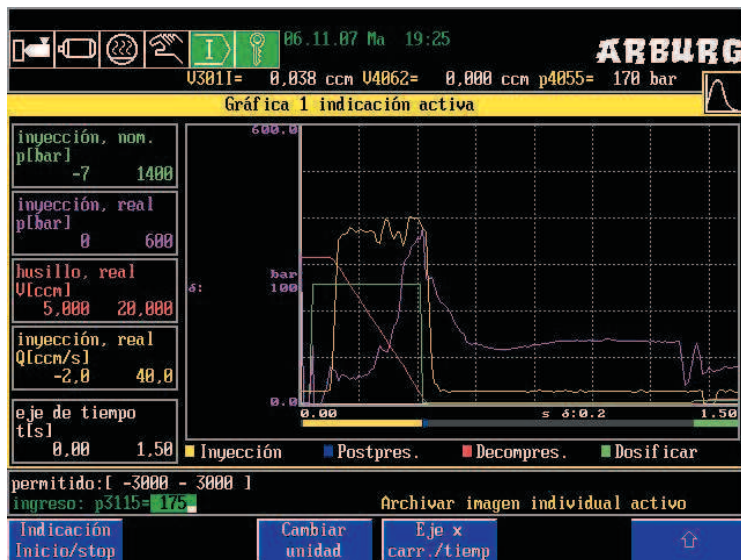 06.11.07 Ma 19:25
ARBURG
V301I= 0,038 ccm V4062= 0,000 ccm p4055= 170 bar
Gráfica 1 indicación activa
inyección, nom.
p[bar]
-7 1400
inyección, real
p[bar]
0 600
husillo, real
V[ccm]
5,000 20,000
inyección, real
Q[ccm/s]
-2,0 40,0
eje de tiempo
t[s]
0,00 1,50
600.0
bar
δ: 100
0.0
0.00 s δ:0.2 1.50
Inyección Postpres. Decompres. Dosificar
permitido:[ -3000 - 3000 ]
ingreso: p3115= 175
Archivar imagen individual activo
Indicación
Inicio/stop
Cambiar
unidad
Eje x
carr./tiemp